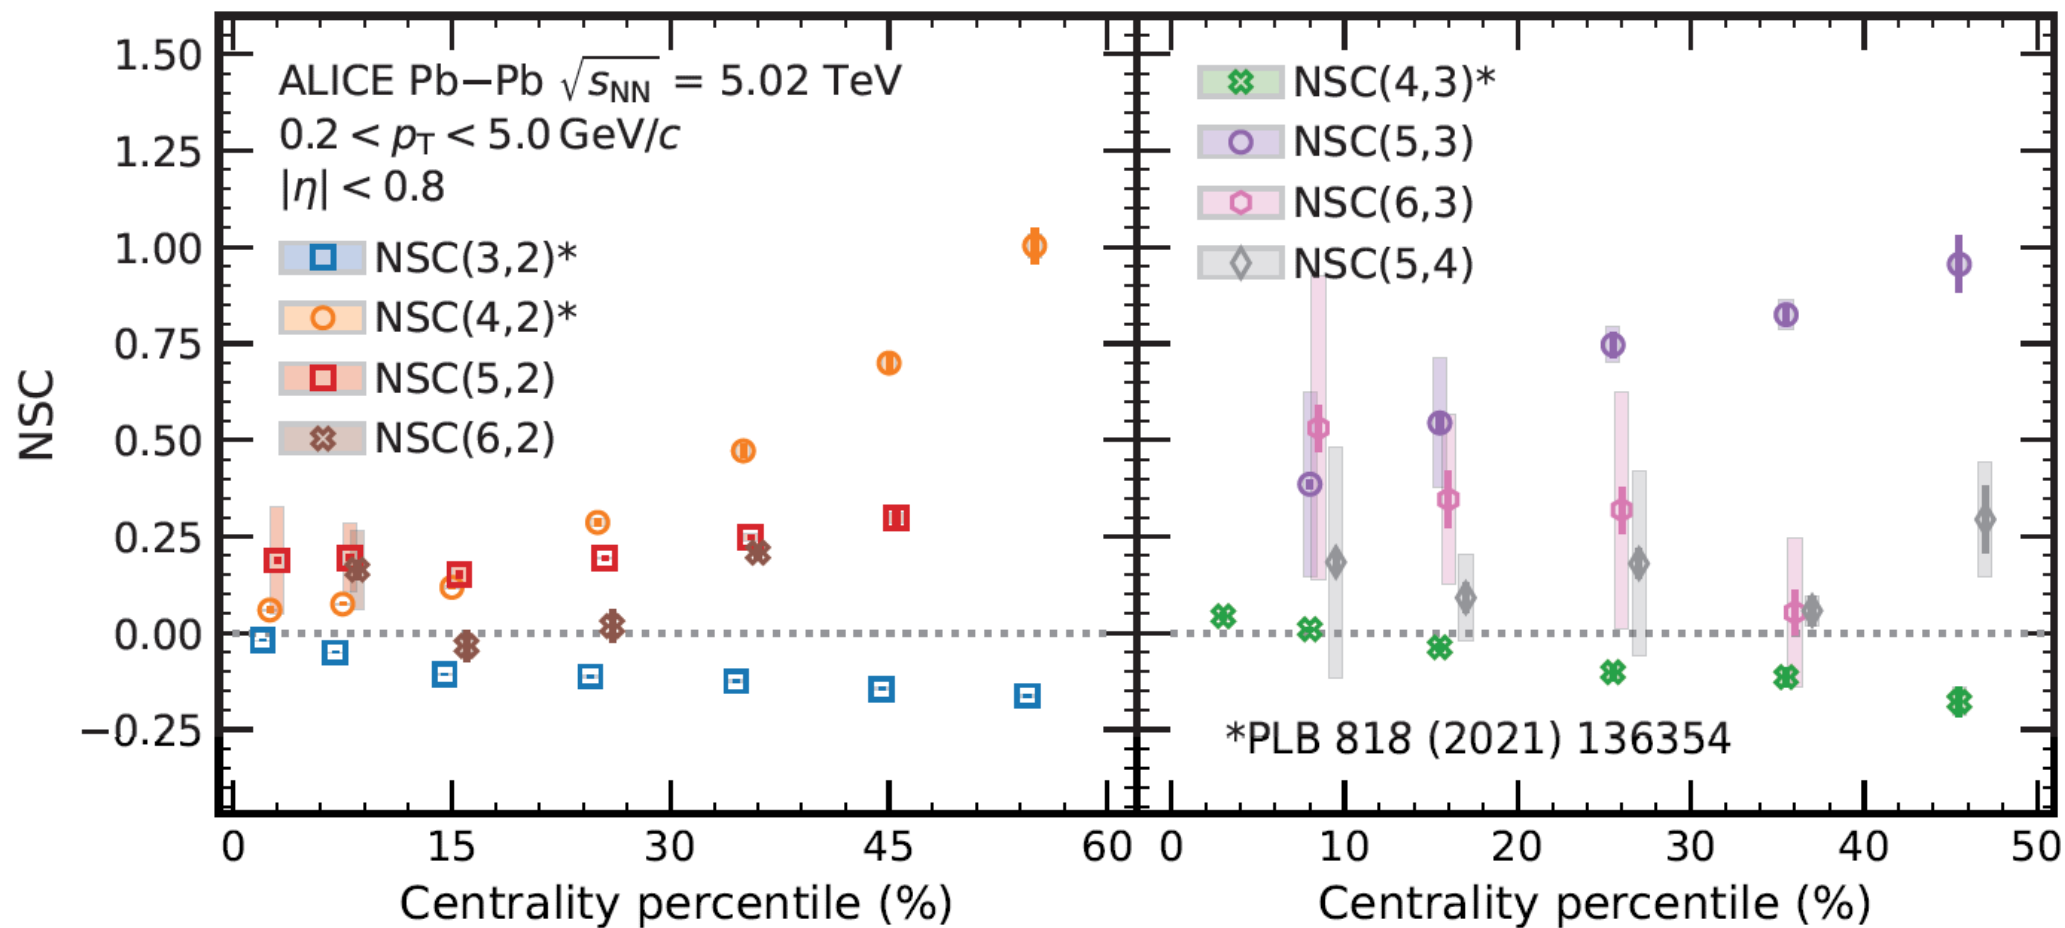 NSC
1.50
1.25
1.00
0.75
0.50
0.25
0.00
−0.25
ALICE Pb−Pb √sNN = 5.02 TeV
0.2 < pT < 5.0 GeV/c
|η| < 0.8
NSC(3,2)*
NSC(4,2)*
NSC(5,2)
NSC(6,2)
0 15 30 45 60
Centrality percentile (%)
NSC(4,3)*
NSC(5,3)
NSC(6,3)
NSC(5,4)
*PLB 818 (2021) 136354
0 10 20 30 40 50
Centrality percentile (%)